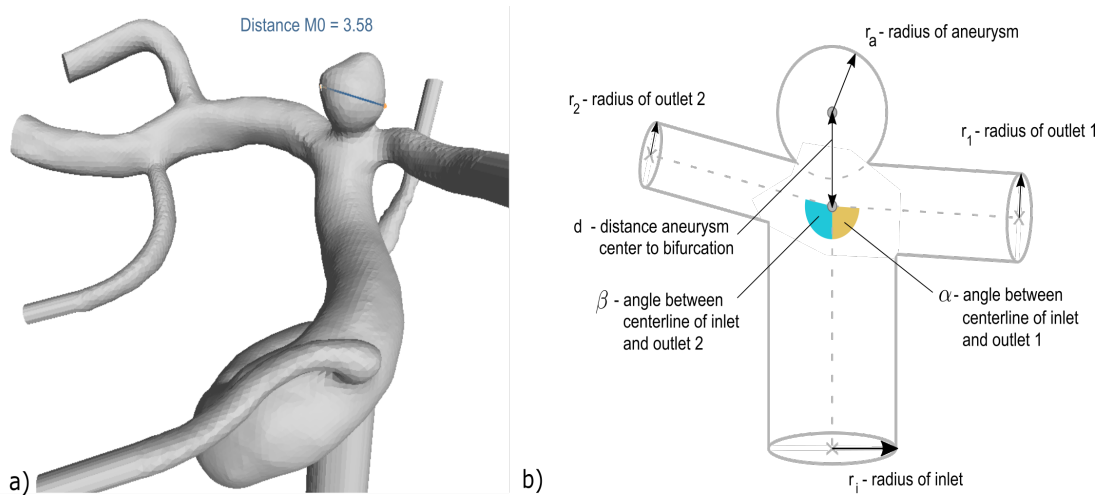 Distance M0 = 3.58
a)
r_a - radius of aneurysm
r_2 - radius of outlet 2
r_1 - radius of outlet 1
d - distance aneurysm
center to bifurcation
β - angle between
centerline of inlet
and outlet 2
α - angle between
centerline of inlet
and outlet 1
r_i - radius of inlet
b)